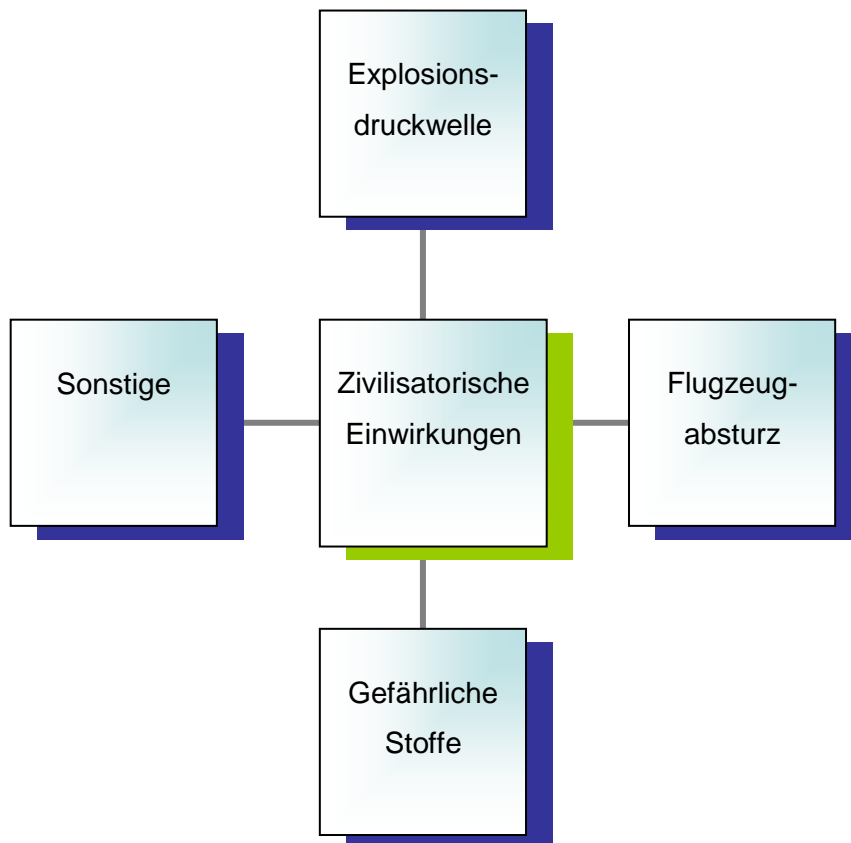 Explosions-
druckwelle
Sonstige
Zivilisatorische
Einwirkungen
Flugzeug-
absturz
Gefährliche
Stoffe